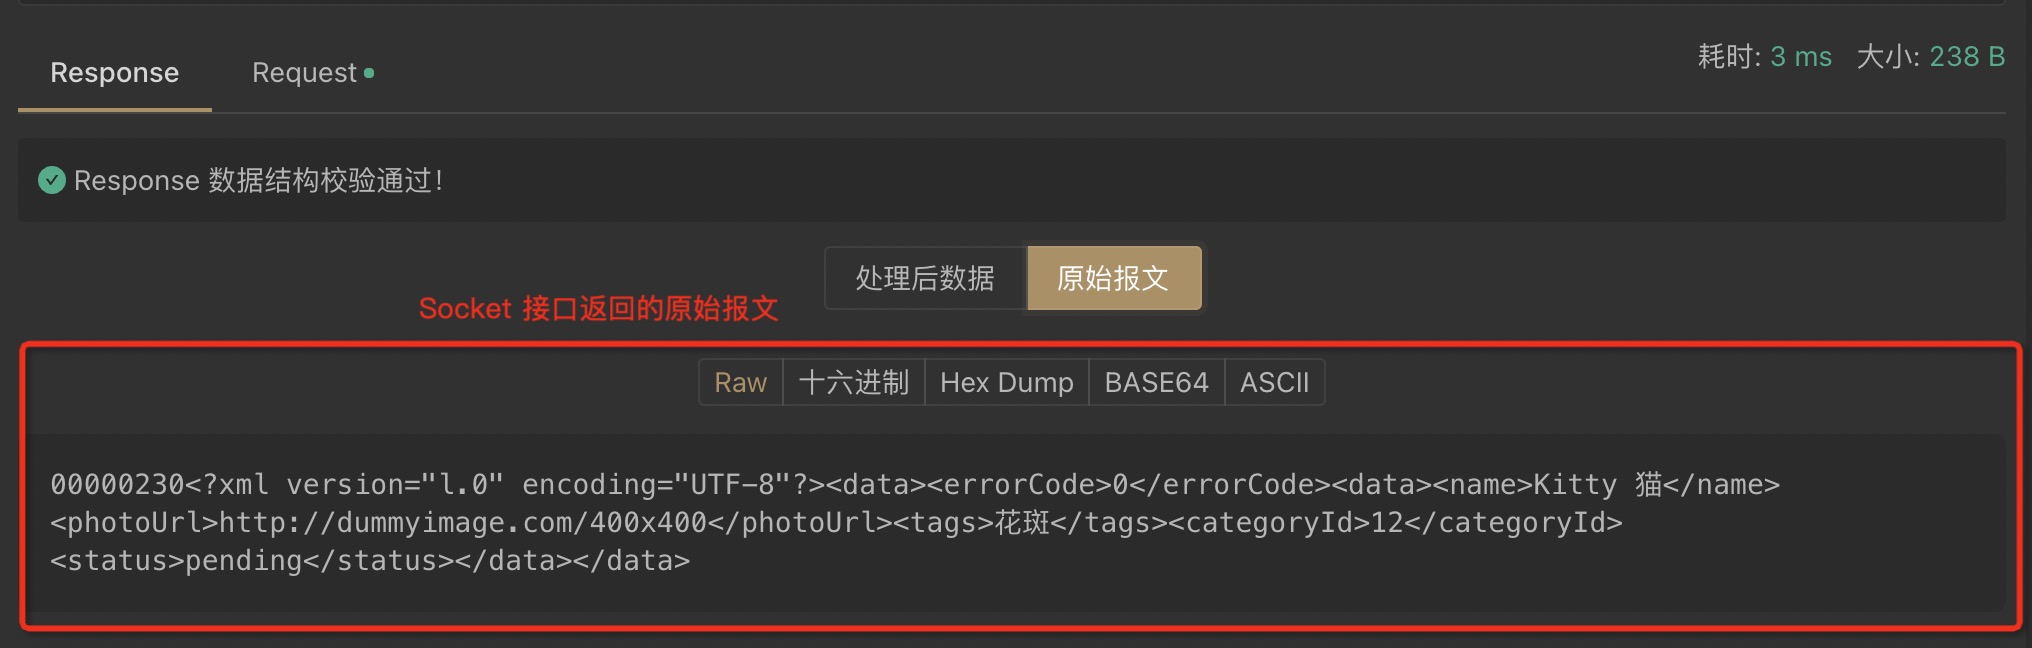 Response Request 耗时: 3 ms 大小: 238 B
Response 数据结构校验通过！
处理后数据 原始报文
Socket 接口返回的原始报文
Raw 十六进制 Hex Dump BASE64 ASCII
00000230<?xml version="l.0" encoding="UTF-8"?><data><errorCode>0</errorCode><data><name>Kitty 猫</name>
<photoUrl>http://dummyimage.com/400x400</photoUrl><tags>花斑</tags><categoryId>12</categoryId>
<status>pending</status></data></data>